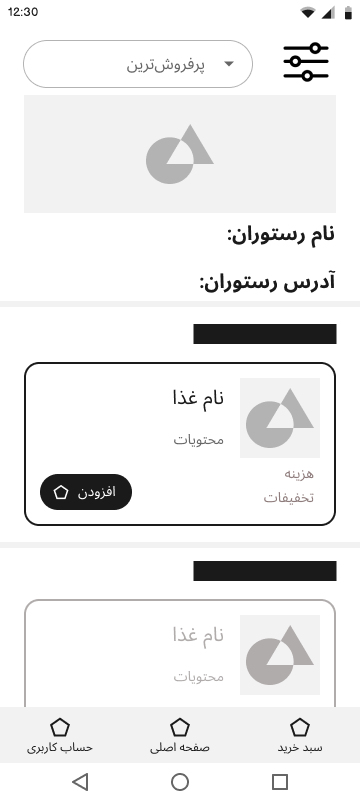 12:30
پرفروش‌ترین
نام رستوران:
آدرس رستوران:
نام غذا
محتویات
هزینه
تخفیفات
افزودن
نام غذا
محتویات
سبد خرید
صفحه اصلی
حساب کاربری